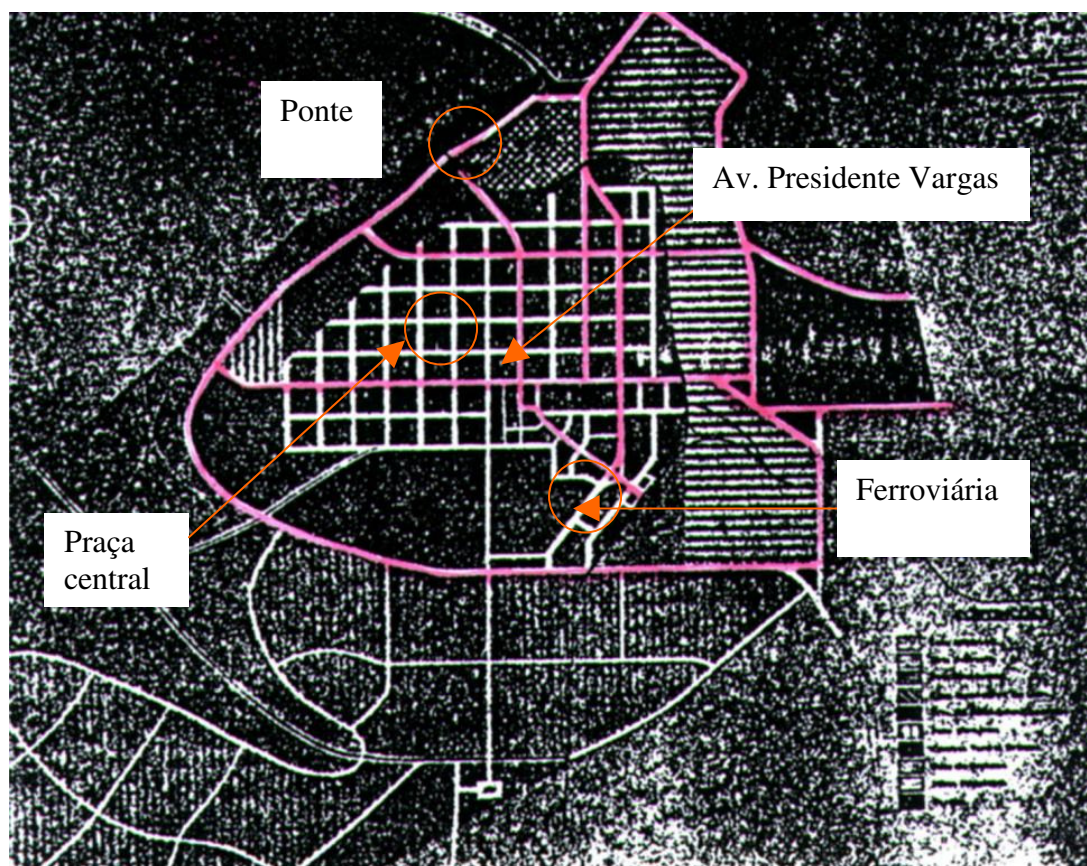 Ponte
Av. Presidente Vargas
Ferroviária
Praça
central